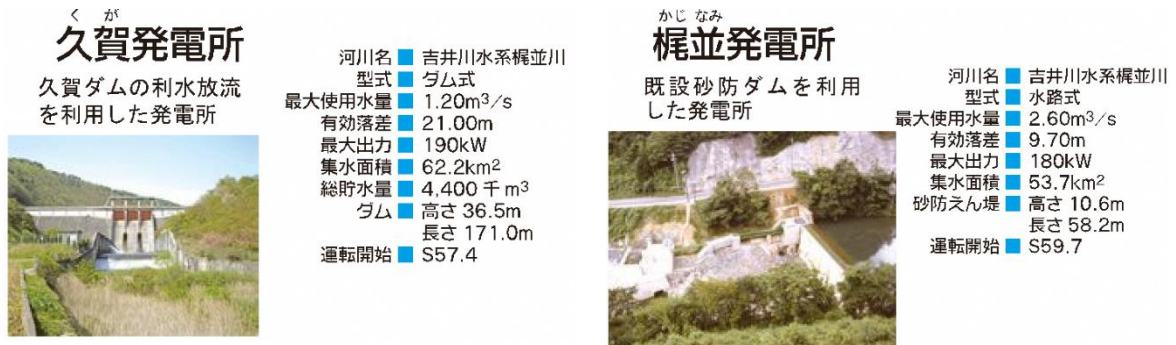 く が
久賀発電所
久賀ダムの利水放流
を利用した発電所
河川名 ■ 吉井川水系梶並川
型式 ■ ダム式
最大使用水量 ■ 1.20m³/s
有効落差 ■ 21.00m
最大出力 ■ 190kW
集水面積 ■ 62.2km²
総貯水量 ■ 4,400 千m³
ダム ■ 高さ 36.5m
長さ 171.0m
運転開始 ■ S57.4
かじ なみ
梶並発電所
既設砂防ダムを利用
した発電所
河川名 ■ 吉井川水系梶並川
型式 ■ 水路式
最大使用水量 ■ 2.60m³/s
有効落差 ■ 9.70m
最大出力 ■ 180kW
集水面積 ■ 53.7km²
砂防えん堤 ■ 高さ 10.6m
長さ 58.2m
運転開始 ■ S59.7